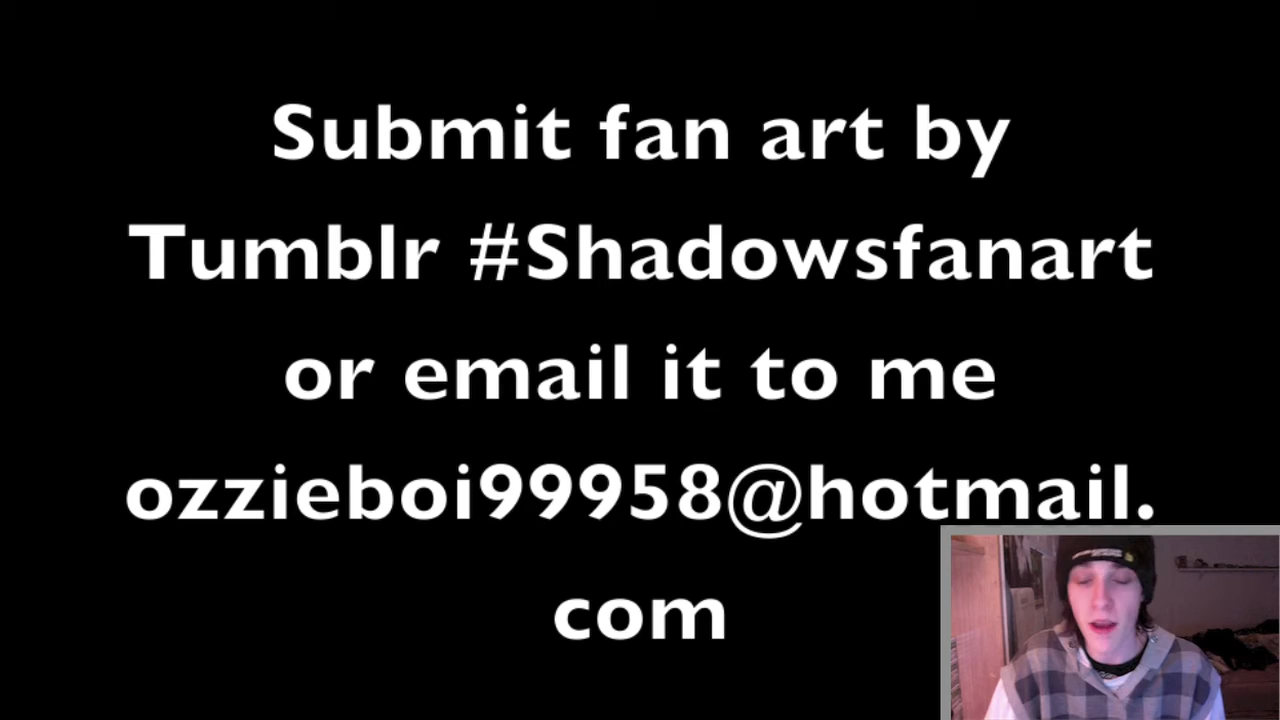 Submit fan art by
Tumblr #Shadowsfanart
or email it to me
ozzieboi99958@hotmail.
com